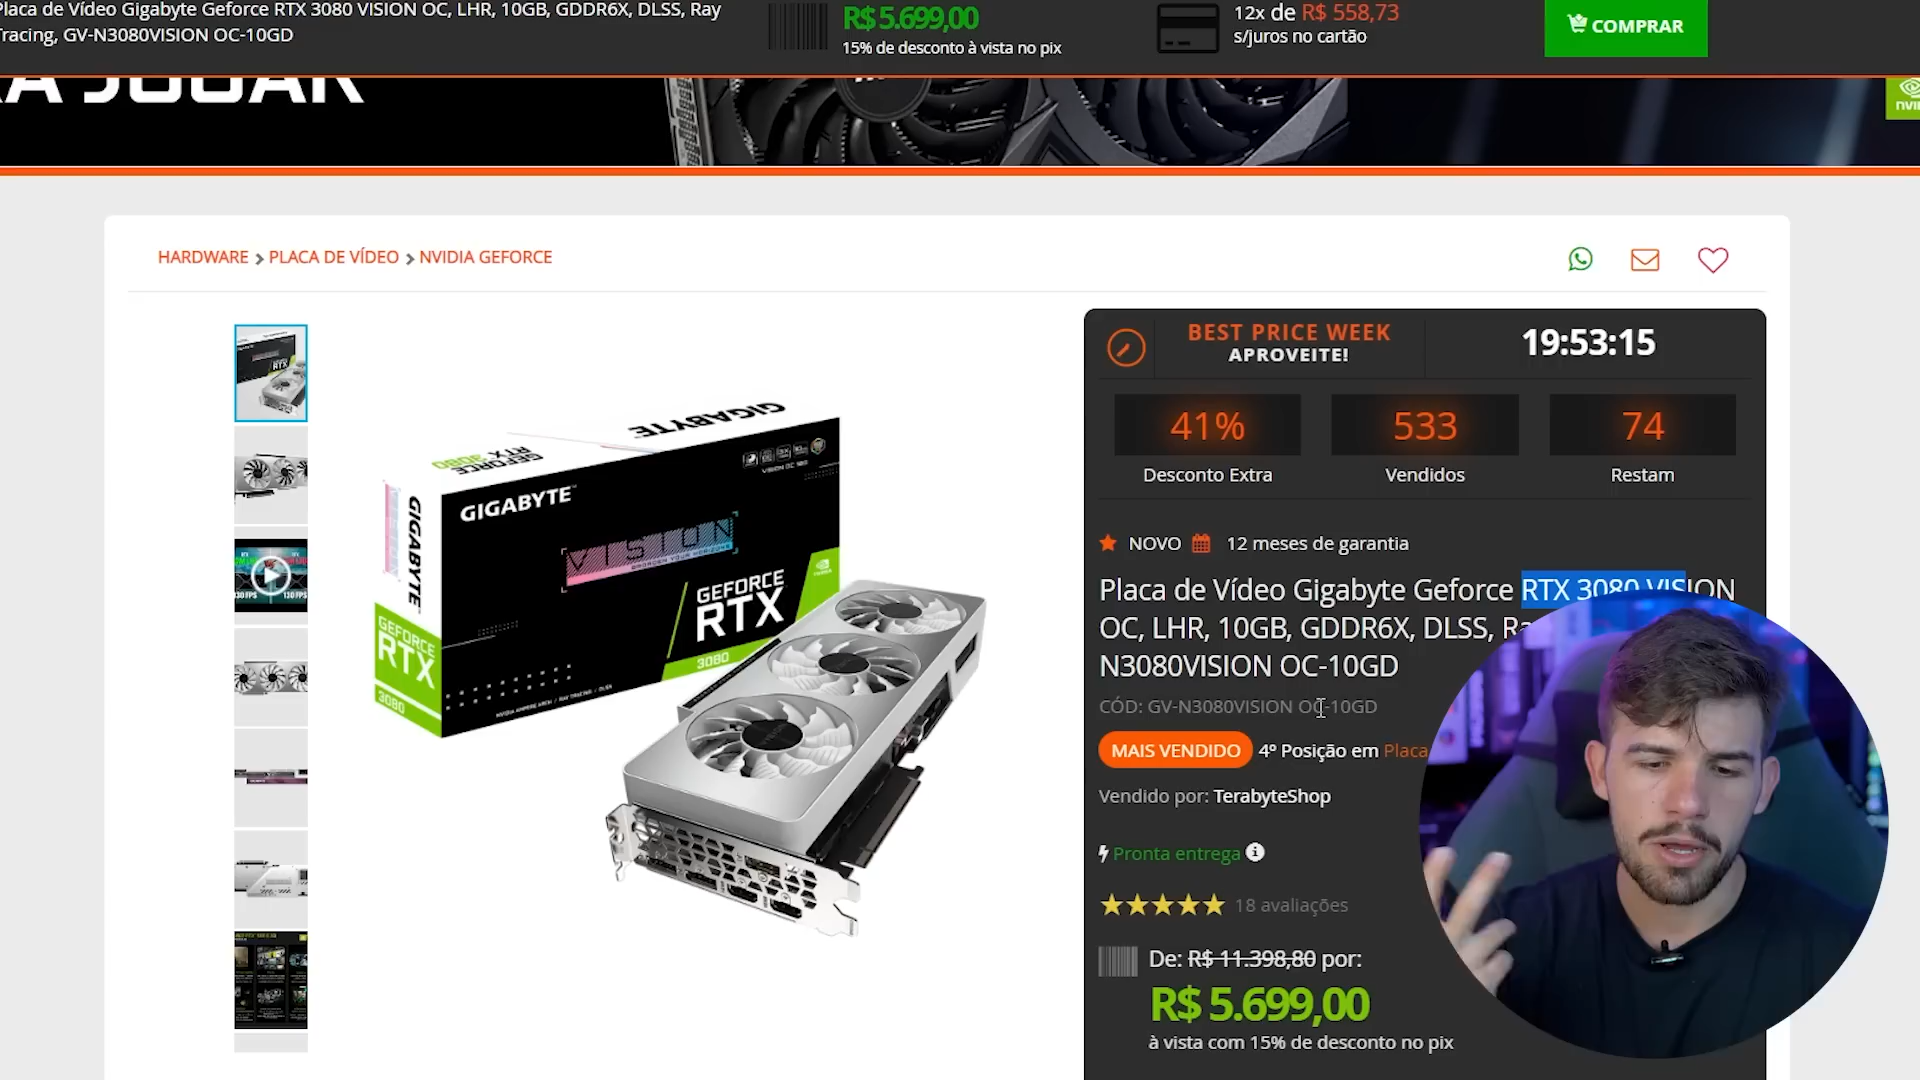 Placa de Vídeo Gigabyte Geforce RTX 3080 VISION OC, LHR, 10GB, GDDR6X, DLSS, Ray
Tracing, GV-N3080VISION OC-10GD
R$ 5.699,00
15% de desconto à vista no pix
12x de R$ 558,73
s/juros no cartão
COMPRAR
RA JOGAR
HARDWARE > PLACA DE VÍDEO > NVIDIA GEFORCE
BEST PRICE WEEK
APROVEITE!
19:53:15
41%
533
74
Desconto Extra
Vendidos
Restam
NOVO
12 meses de garantia
Placa de Vídeo Gigabyte Geforce RTX 3080 VISION
OC, LHR, 10GB, GDDR6X, DLSS, Ra
N3080VISION OC-10GD
CÓD: GV-N3080VISION OC-10GD
MAIS VENDIDO 4º Posição em Placa
Vendido por: TerabyteShop
Pronta entrega
18 avaliações
De: R$ 11.398,80 por:
R$ 5.699,00
à vista com 15% de desconto no pix
GIGABYTE
GEFORCE
RTX 3080
GIGABYTE
GIGABYTE™
VISION
GEFORCE
RTX
3080
GEFORCE
RTX
3080